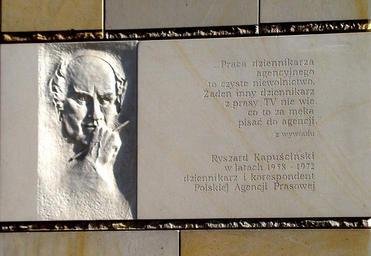 ...Praca dziennikarza
agencyjnego
to czyste niewolnictwo.
Żaden inny dziennikarz
z prasy, TV nie wie
co to za męka
pisać do agencji.
z wywiadu
Ryszard Kapuściński
w latach 1958 - 1972
dziennikarz i korespondent
Polskiej Agencji Prasowej